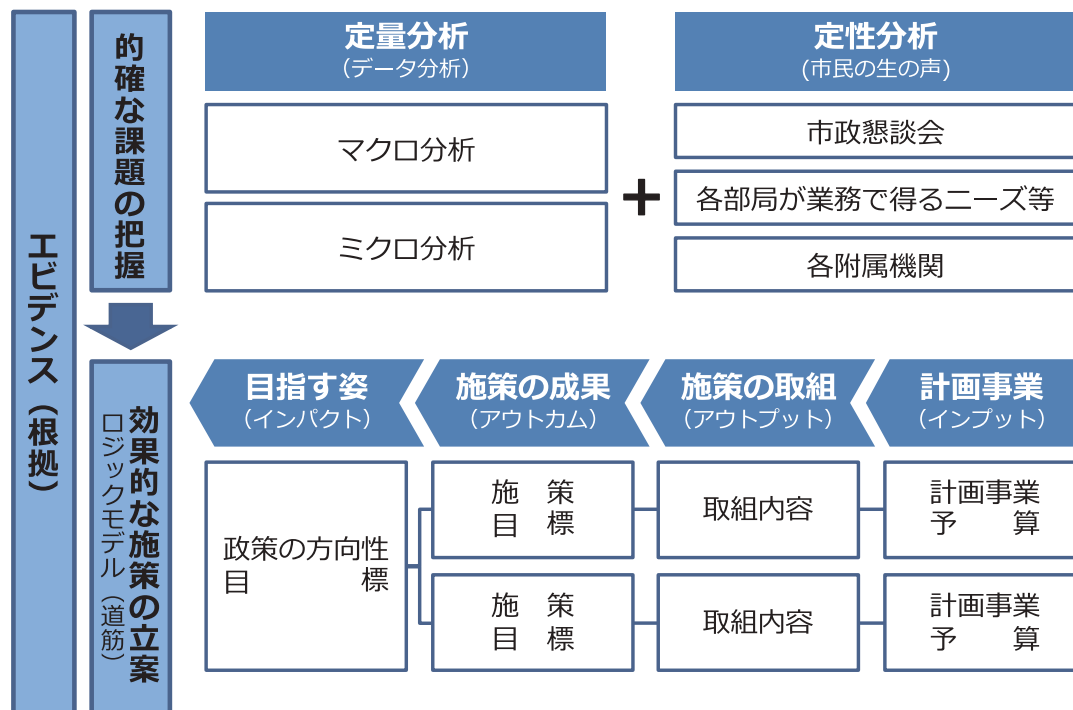 エビデンス（根拠）
的確な課題の把握
定量分析
（データ分析）
マクロ分析
ミクロ分析
+
定性分析
(市民の生の声)
市政懇談会
各部局が業務で得るニーズ等
各附属機関
効果的な施策の立案
ロジックモデル（道筋）
目指す姿
（インパクト）
施策の成果
（アウトカム）
施策の取組
（アウトプット）
計画事業
（インプット）
政策の方向性
目　　　　標
施　策
目　標
取組内容
計画事業
予　　算
施　策
目　標
取組内容
計画事業
予　　算